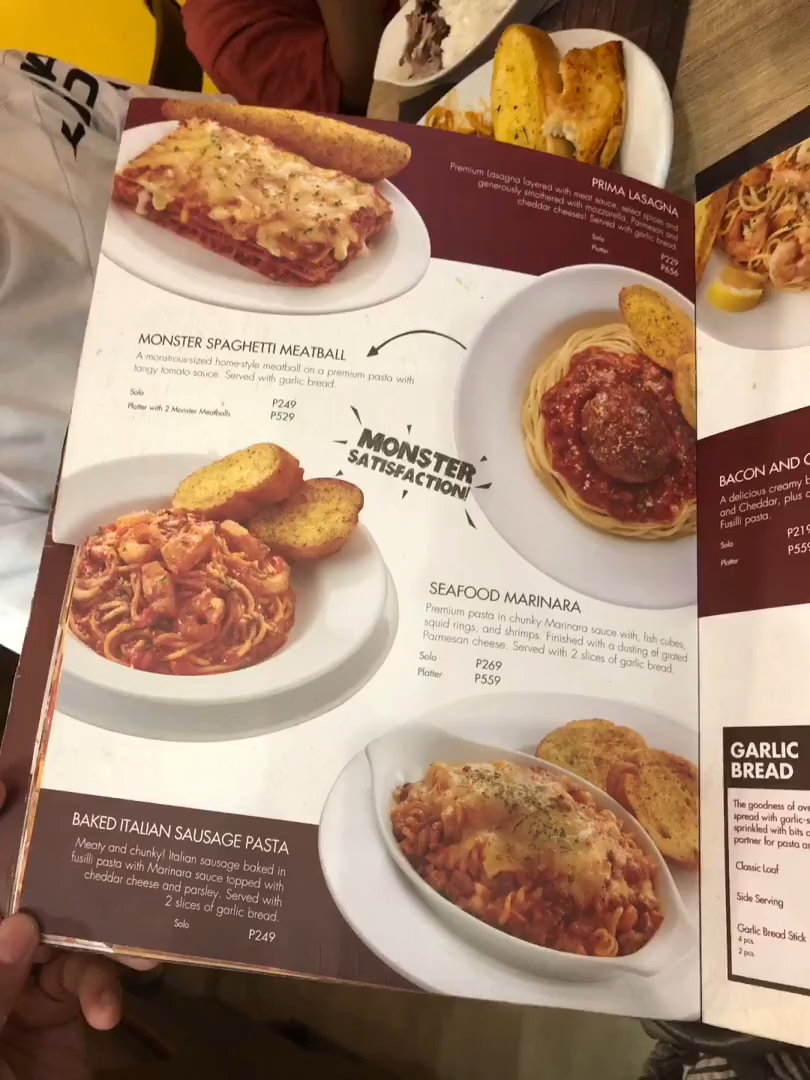 PRIMA LASAGNA
Premium Lasagna layered with meat sauce, select spices and
generously smothered with mozzarella, Parmesan and
cheddar cheeses! Served with garlic bread.
Solo P229
Platter P656
MONSTER SPAGHETTI MEATBALL
A monstrous-sized home-style meatball on a premium pasta with
tangy tomato sauce. Served with garlic bread.
Solo P249
Platter with 2 Monster Meatballs P529
MONSTER
SATISFACTION!
SEAFOOD MARINARA
Premium pasta in chunky Marinara sauce with, fish cubes,
squid rings, and shrimps. Finished with a dusting of grated
Parmesan cheese. Served with 2 slices of garlic bread.
Solo P269
Platter P559
BAKED ITALIAN SAUSAGE PASTA
Meaty and chunky! Italian sausage baked in
fusilli pasta with Marinara sauce topped with
cheddar cheese and parsley. Served with
2 slices of garlic bread.
Solo P249
BACON AND
A delicious creamy
and Cheddar, plus
Fusilli pasta.
Solo P219
Platter P559
GARLIC
BREAD
The goodness of
spread with
sprinkled with bits
partner for pasta
Classic Loaf
Side Serving
Garlic Bread Stick
4 pcs.
2 pcs.